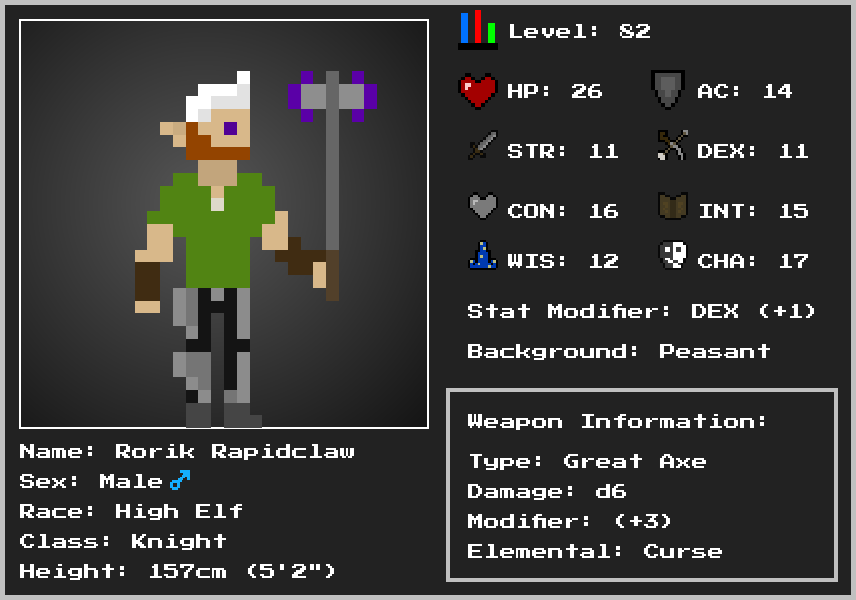 Level: 82
HP: 26
AC: 14
STR: 11
DEX: 11
CON: 16
INT: 15
WIS: 12
CHA: 17
Stat Modifier: DEX (+1)
Background: Peasant
Weapon Information:
Type: Great Axe
Damage: d6
Modifier: (+3)
Elemental: Curse
Name: Rorik Rapidclaw
Sex: Male♂
Race: High Elf
Class: Knight
Height: 157cm (5'2")